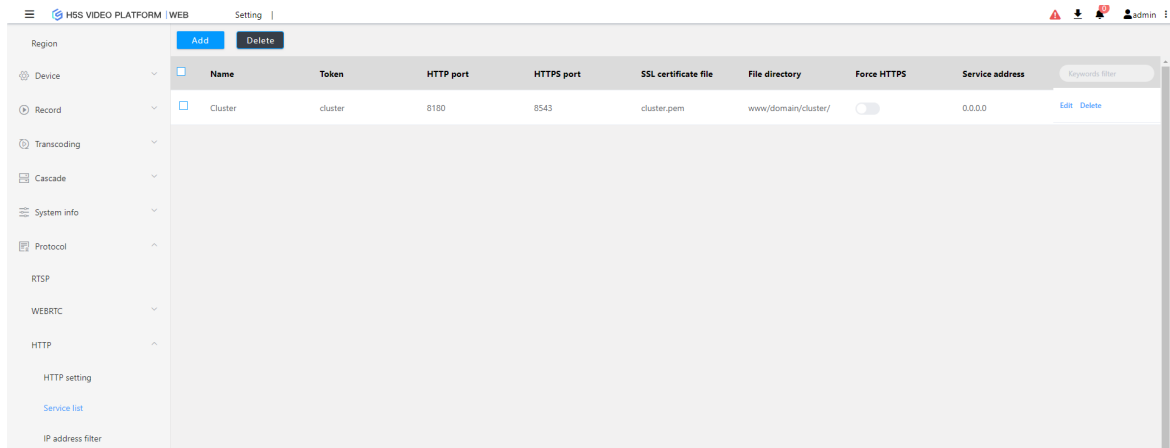 H5S VIDEO PLATFORM | WEB Setting | 0 admin
Region
Add Delete
Device
Name Token HTTP port HTTPS port SSL certificate file File directory Force HTTPS Service address Keywords filter
Record
Cluster cluster 8180 8543 cluster.pem www/domain/cluster/ 0.0.0.0 Edit Delete
Transcoding
Cascade
System info
Protocol
RTSP
WEBRTC
HTTP
HTTP setting
Service list
IP address filter